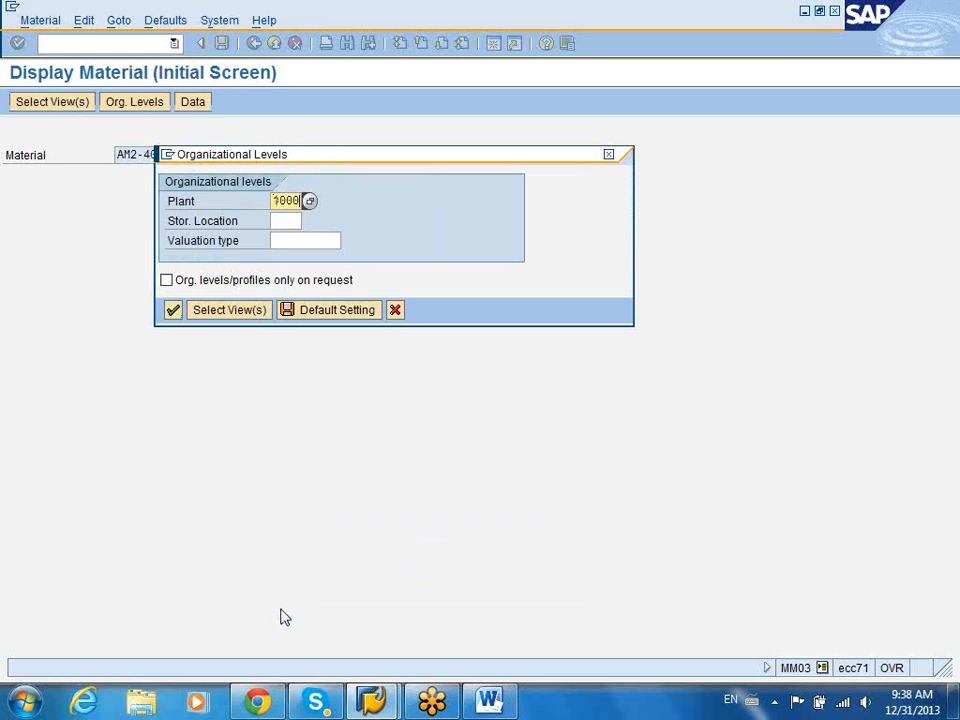 Material Edit Goto Defaults System Help
SAP
Display Material (Initial Screen)
Select View(s) Org. Levels Data
Material AM2-40
Organizational Levels
Organizational levels
Plant 1000
Stor. Location
Valuation type
Org. levels/profiles only on request
Select View(s) Default Setting
MM03 ecc71 OVR
EN 9:38 AM
12/31/2013